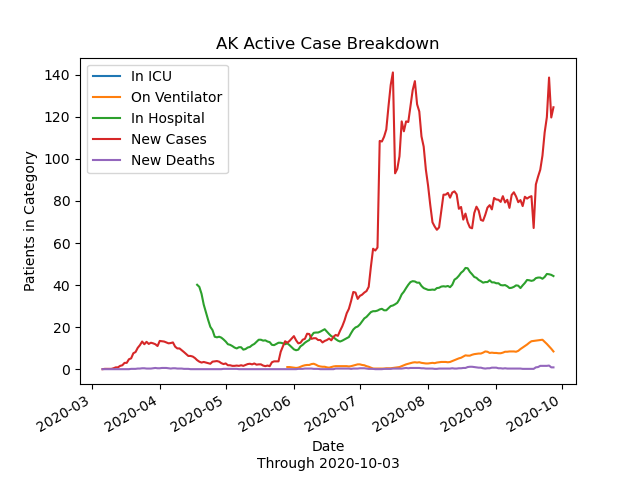 AK Active Case Breakdown
In ICU
On Ventilator
In Hospital
New Cases
New Deaths
Patients in Category
140
120
100
80
60
40
20
0
2020-03
2020-04
2020-05
2020-06
2020-07
2020-08
2020-09
2020-10
Date
Through 2020-10-03